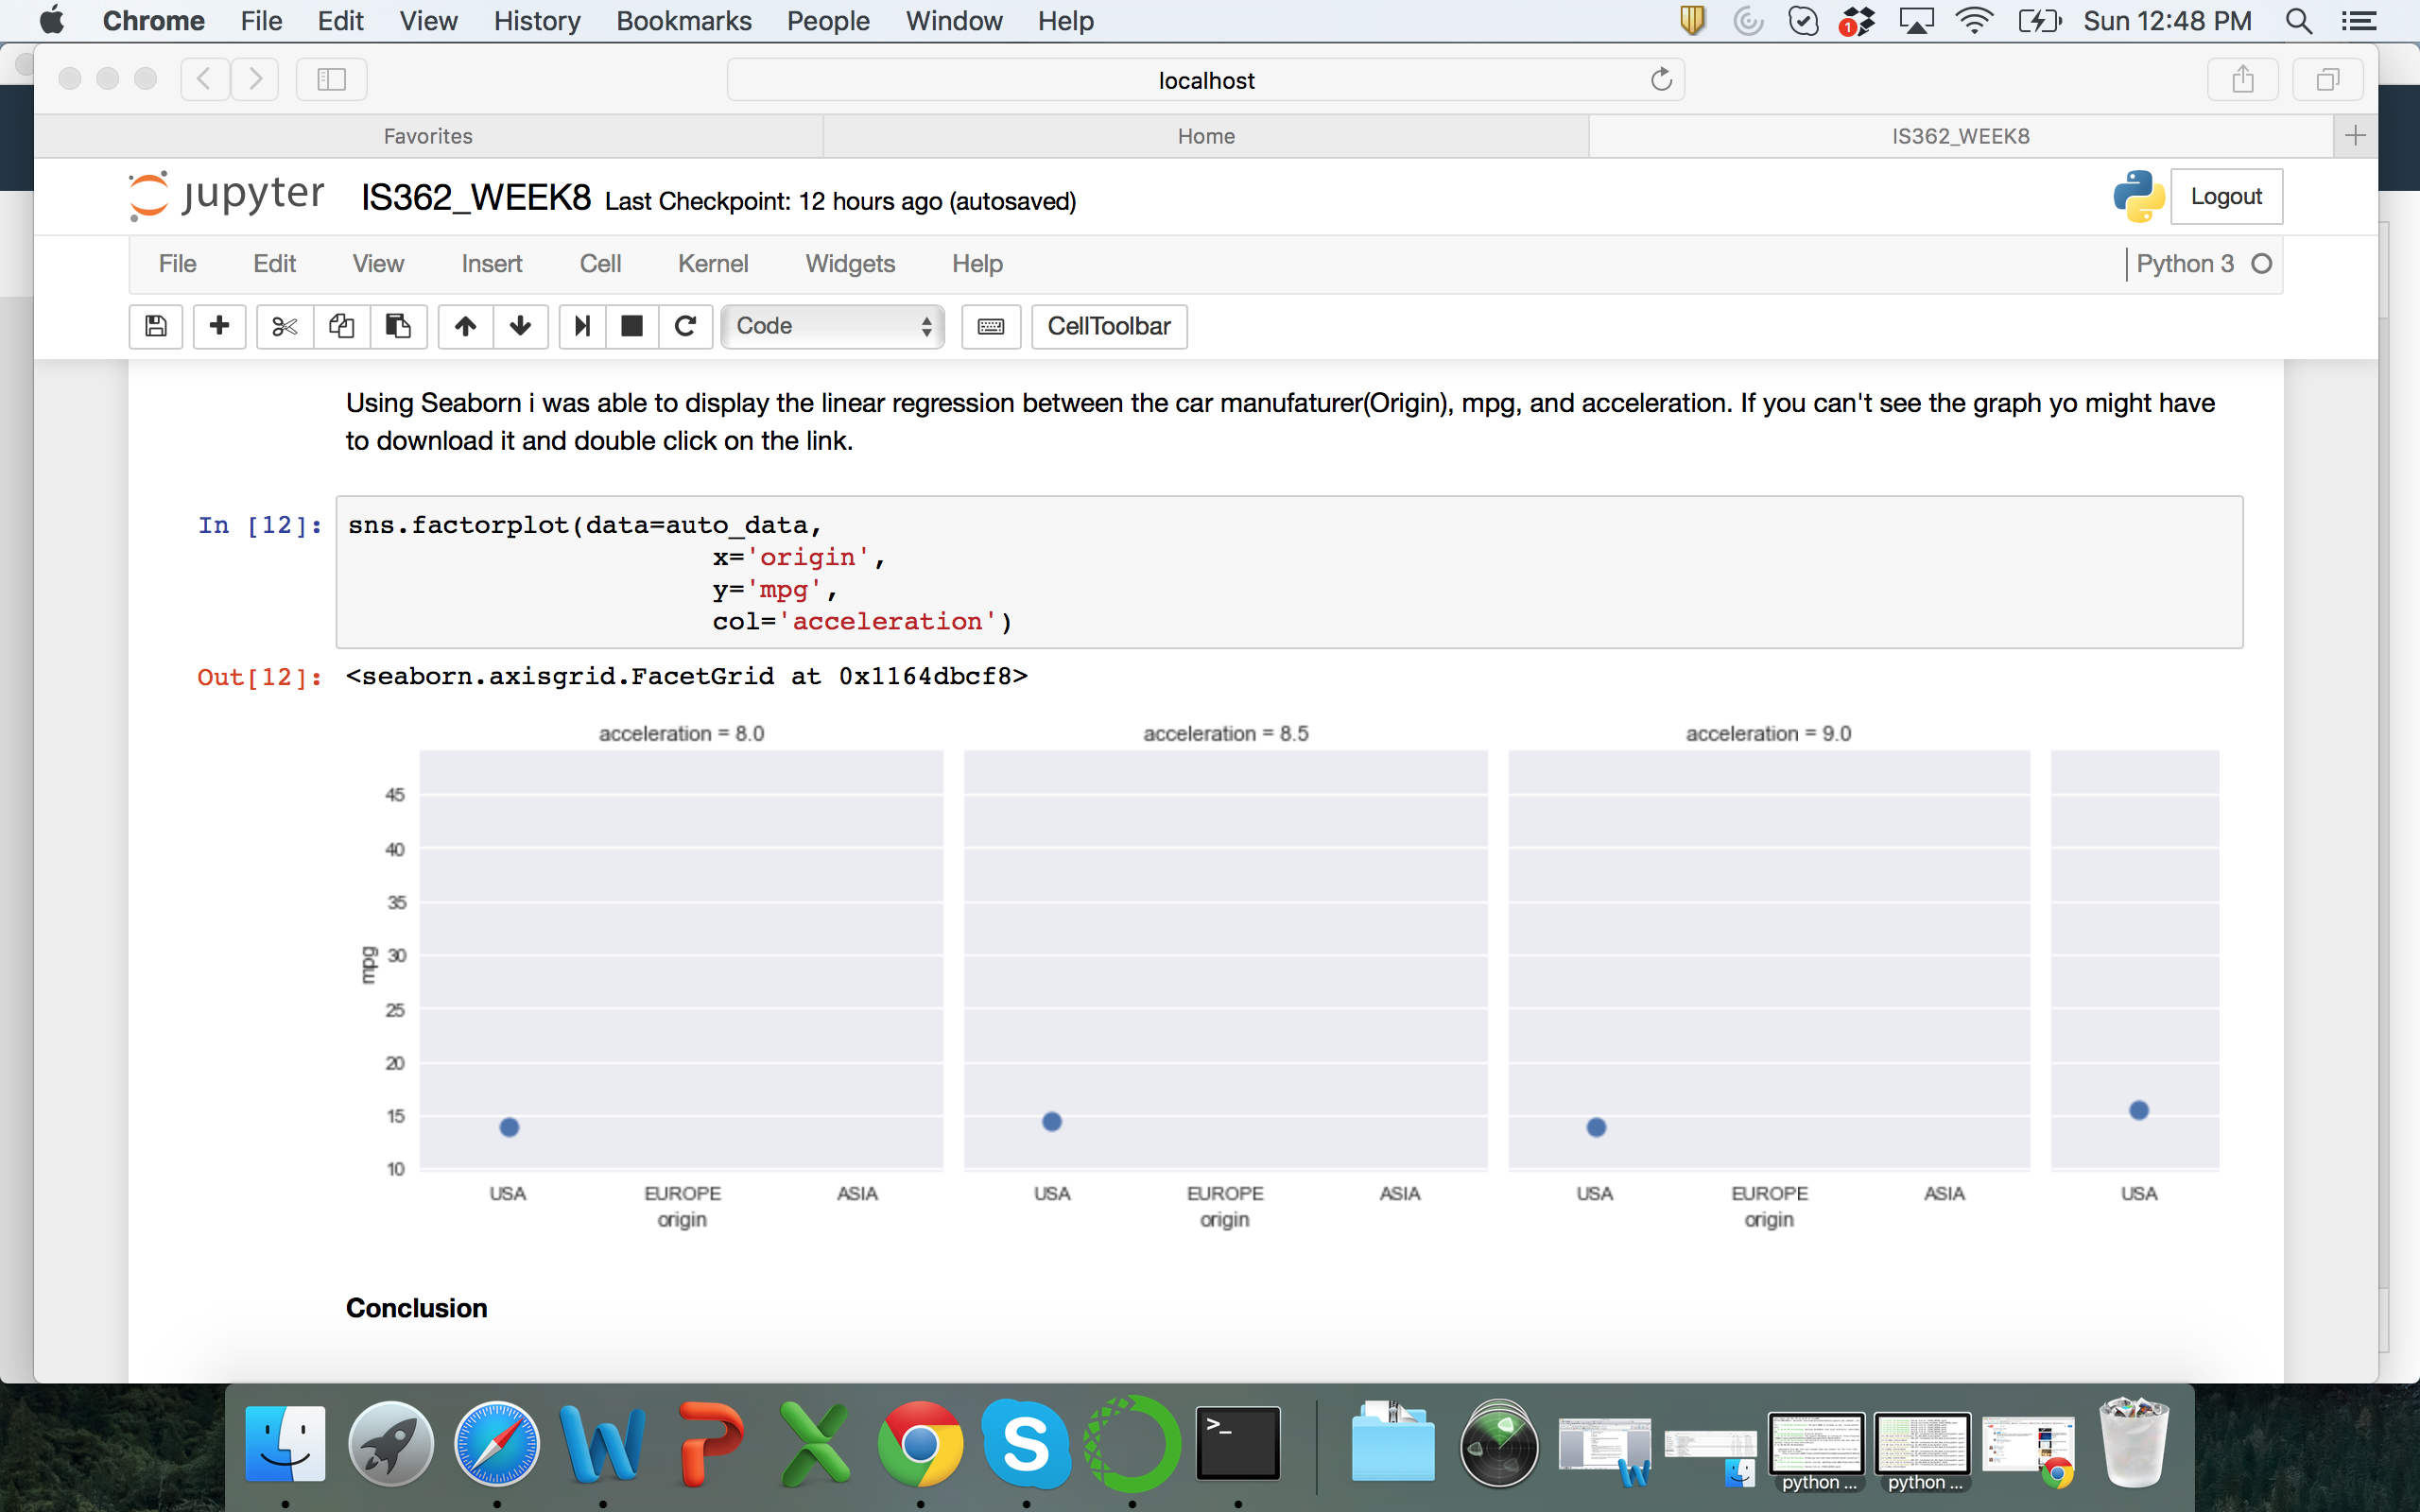 Chrome File Edit View History Bookmarks People Window Help 1 Sun 12:48 PM
localhost
Favorites Home IS362_WEEK8
jupyter IS362_WEEK8 Last Checkpoint: 12 hours ago (autosaved) Logout
File Edit View Insert Cell Kernel Widgets Help Python 3
Code CellToolbar
Using Seaborn i was able to display the linear regression between the car manufaturer(Origin), mpg, and acceleration. If you can't see the graph yo might have
to download it and double click on the link.
In [12]: sns.factorplot(data=auto_data,
x='origin',
y='mpg',
col='acceleration')
Out[12]: <seaborn.axisgrid.FacetGrid at 0x1164dbcf8>
acceleration = 8.0 acceleration = 8.5 acceleration = 9.0
45
40
35
30
mpg
25
20
15
10
USA EUROPE ASIA USA EUROPE ASIA USA EUROPE ASIA USA
origin origin origin
Conclusion
python ... python ...